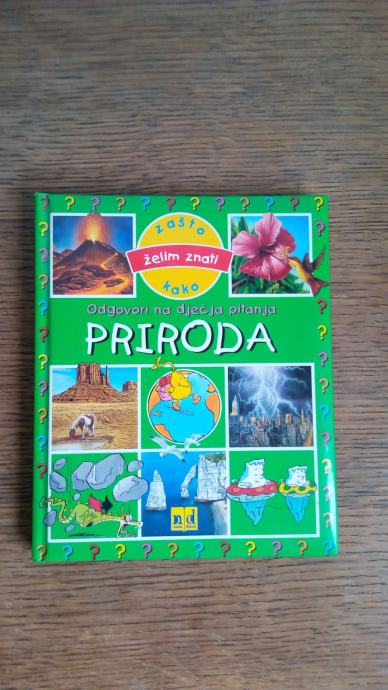 zašto
želim znati
kako
Odgovori na dječja pitanja
PRIRODA
n d